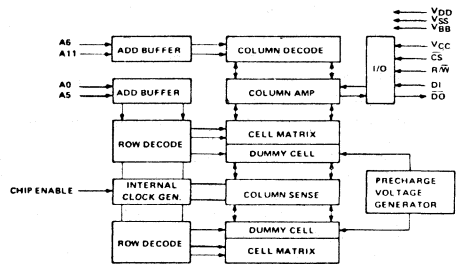 VDD
VSS
VBB
A6
A11
ADD BUFFER
COLUMN DECODE
I/O
VCC
C̅S̅
R/W̅
DI
D̅O̅
A0
A5
ADD BUFFER
COLUMN AMP
ROW DECODE
CELL MATRIX
DUMMY CELL
CHIP ENABLE
INTERNAL
CLOCK GEN.
COLUMN SENSE
PRECHARGE
VOLTAGE
GENERATOR
ROW DECODE
DUMMY CELL
CELL MATRIX